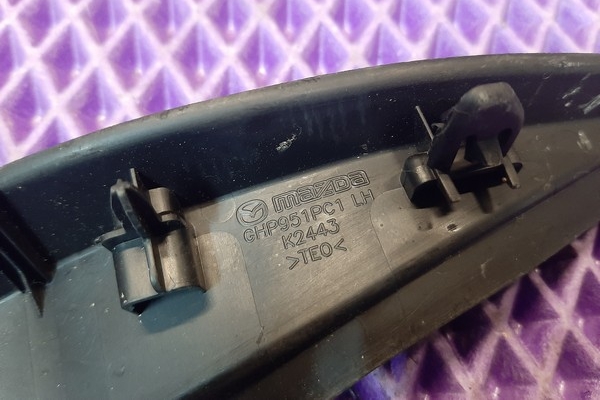 mazda
GHP951PC1 LH
K2443
>TEO<